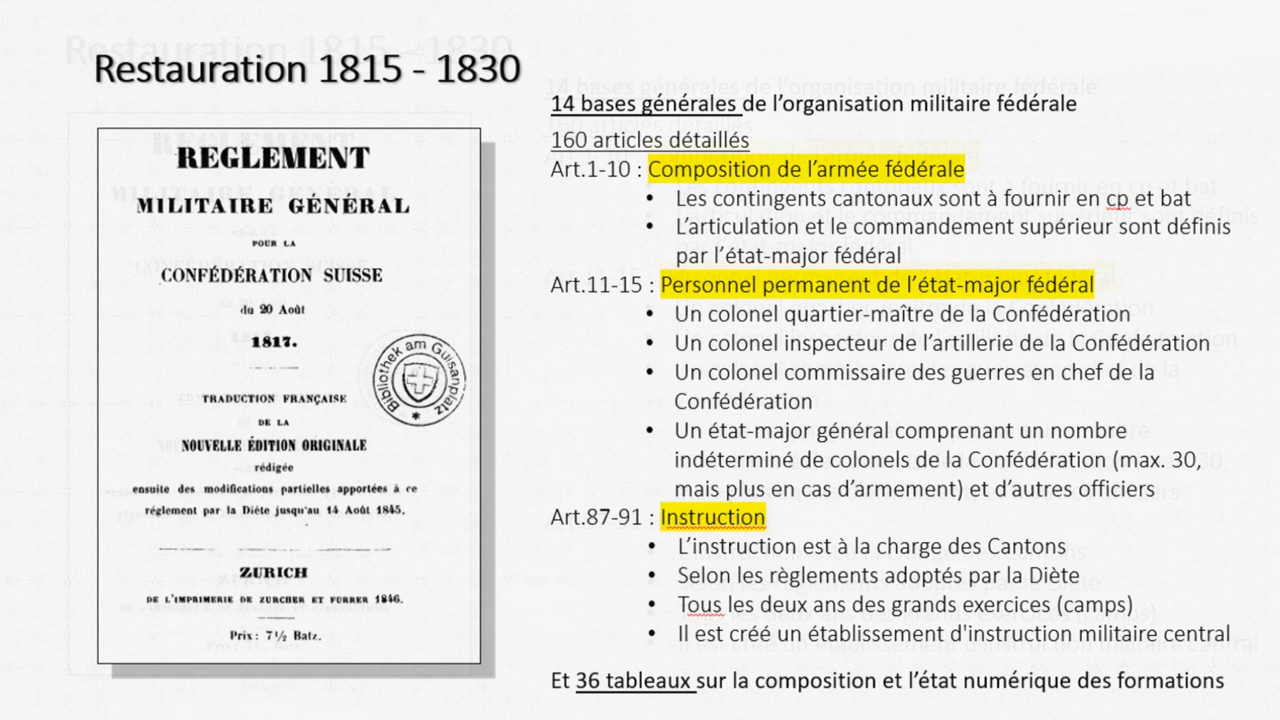 Restauration 1815 - 1830
REGLEMENT
MILITAIRE GÉNÉRAL
POUR LA
CONFÉDÉRATION SUISSE
du 20 Août
1817.
TRADUCTION FRANÇAISE
DE LA
NOUVELLE ÉDITION ORIGINALE
rédigée
ensuite des modifications partielles apportées à ce
réglement par la Diète jusqu'au 14 Août 1845.
ZURICH
DE L'IMPRIMERIE DE ZURCHER ET FURRER 1846.
Prix: 7½ Batz.
Bibliothek am Guisanplatz
14 bases générales de l'organisation militaire fédérale
160 articles détaillés
Art.1-10 : Composition de l'armée fédérale
• Les contingents cantonaux sont à fournir en cp et bat
• L'articulation et le commandement supérieur sont définis
par l'état-major fédéral
Art.11-15 : Personnel permanent de l'état-major fédéral
• Un colonel quartier-maître de la Confédération
• Un colonel inspecteur de l'artillerie de la Confédération
• Un colonel commissaire des guerres en chef de la
Confédération
• Un état-major général comprenant un nombre
indéterminé de colonels de la Confédération (max. 30,
mais plus en cas d'armement) et d'autres officiers
Art.87-91 : Instruction
• L'instruction est à la charge des Cantons
• Selon les règlements adoptés par la Diète
• Tous les deux ans des grands exercices (camps)
• Il est créé un établissement d'instruction militaire central
Et 36 tableaux sur la composition et l'état numérique des formations